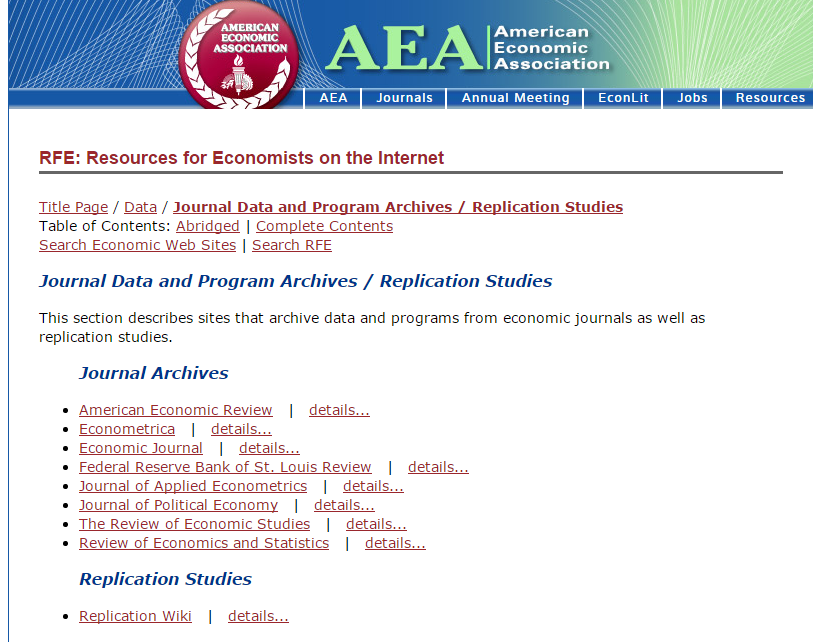 AMERICAN
ECONOMIC
ASSOCIATION
AEA
American
Economic
Association
AEA Journals Annual Meeting EconLit Jobs Resources
RFE: Resources for Economists on the Internet
Title Page / Data / Journal Data and Program Archives / Replication Studies
Table of Contents: Abridged | Complete Contents
Search Economic Web Sites | Search RFE
Journal Data and Program Archives / Replication Studies
This section describes sites that archive data and programs from economic journals as well as
replication studies.
Journal Archives
American Economic Review | details...
Econometrica | details...
Economic Journal | details...
Federal Reserve Bank of St. Louis Review | details...
Journal of Applied Econometrics | details...
Journal of Political Economy | details...
The Review of Economic Studies | details...
Review of Economics and Statistics | details...
Replication Studies
Replication Wiki | details...